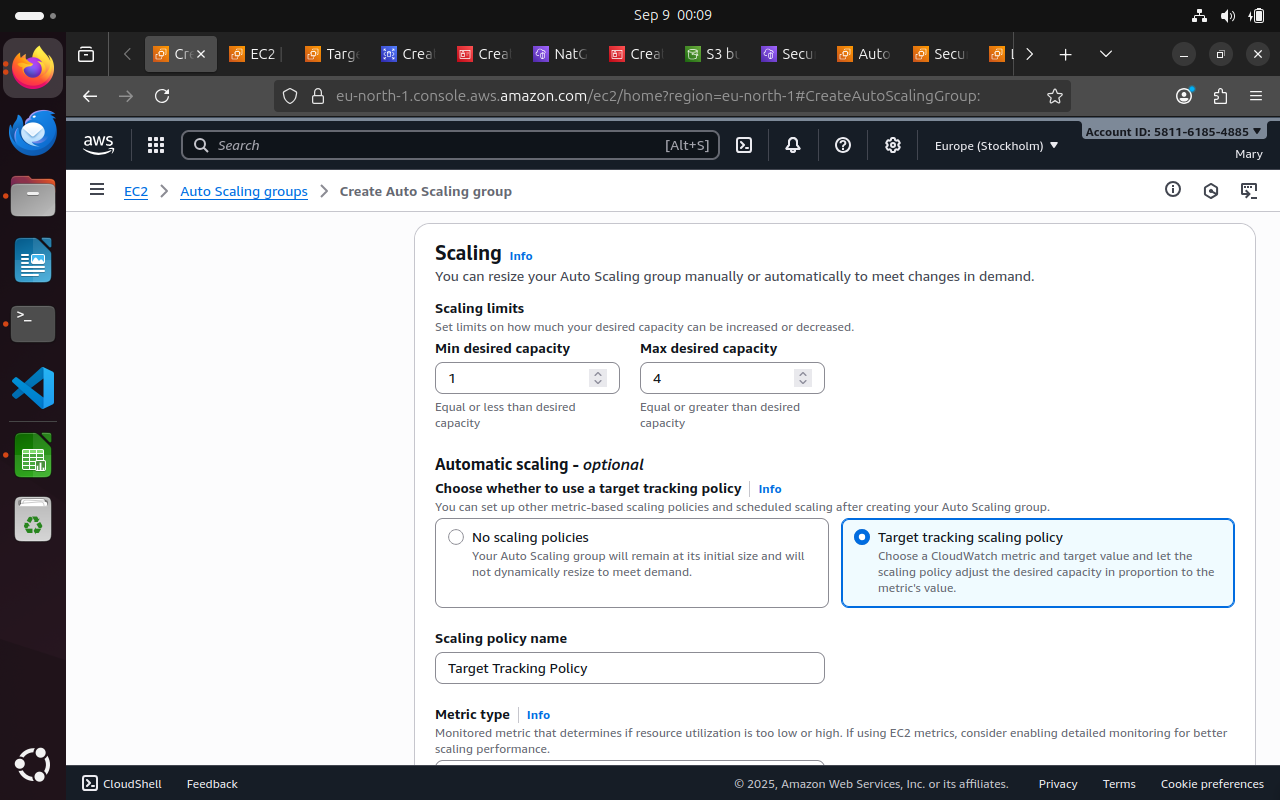 Sep 9 00:09
Cr
EC2 |
Targe
Creat
Creat
NatG
Creat
S3 bu
Secu
Auto
Secu
L
eu-north-1.console.aws.amazon.com/ec2/home?region=eu-north-1#CreateAutoScalingGroup:
aws
Search
[Alt+S]
Europe (Stockholm)
Account ID: 5811-6185-4885
Mary
EC2
Auto Scaling groups
Create Auto Scaling group
Scaling Info
You can resize your Auto Scaling group manually or automatically to meet changes in demand.
Scaling limits
Set limits on how much your desired capacity can be increased or decreased.
Min desired capacity
Max desired capacity
1
4
Equal or less than desired
capacity
Equal or greater than desired
capacity
Automatic scaling - optional
Choose whether to use a target tracking policy
Info
You can set up other metric-based scaling policies and scheduled scaling after creating your Auto Scaling group.
No scaling policies
Your Auto Scaling group will remain at its initial size and will
not dynamically resize to meet demand.
Target tracking scaling policy
Choose a CloudWatch metric and target value and let the
scaling policy adjust the desired capacity in proportion to the
metric's value.
Scaling policy name
Target Tracking Policy
Metric type
Info
Monitored metric that determines if resource utilization is too low or high. If using EC2 metrics, consider enabling detailed monitoring for better
scaling performance.
CloudShell
Feedback
© 2025, Amazon Web Services, Inc. or its affiliates.
Privacy
Terms
Cookie preferences